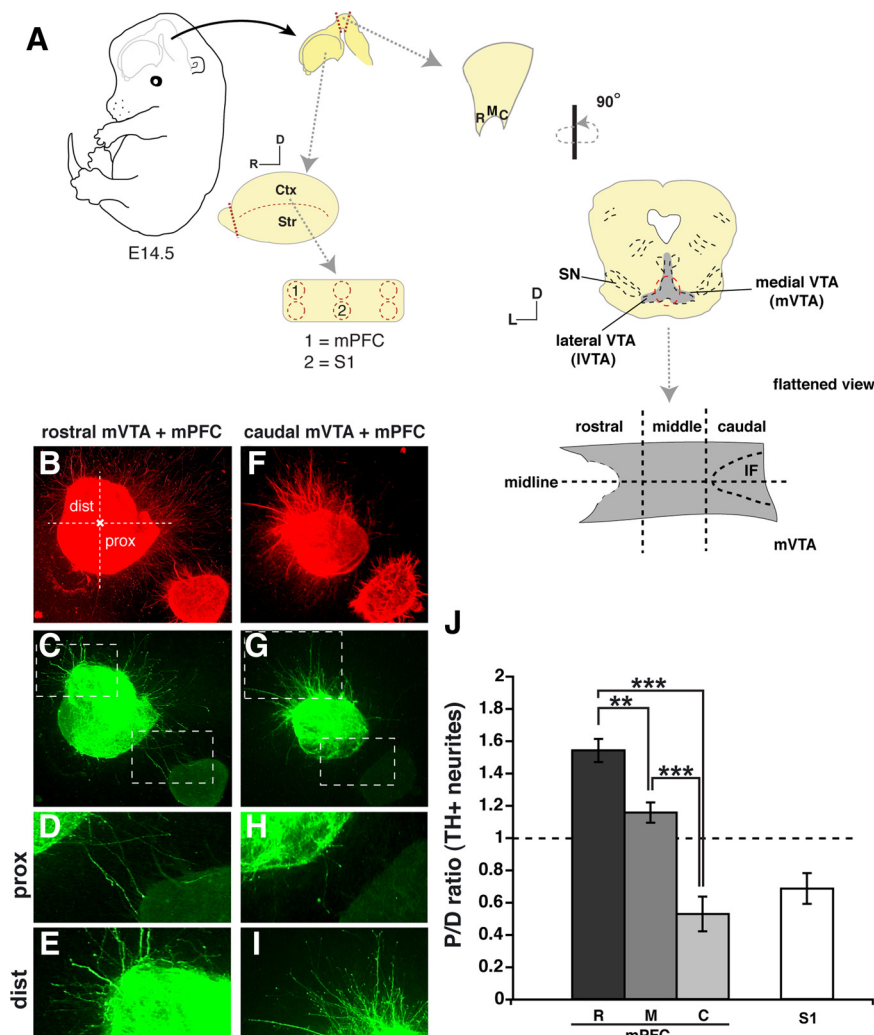 A
90°
R M C
D
R
Ctx
Str
E14.5
1
2
1 = mPFC
2 = S1
SN
medial VTA
(mVTA)
D
L
lateral VTA
(lVTA)
flattened view
rostral middle caudal
IF
midline
mVTA
rostral mVTA + mPFC caudal mVTA + mPFC
B F
dist
prox
C G
D H
prox
E I
dist
J
P/D ratio (TH+ neurites)
2
1.8
1.6
1.4
1.2
1
0.8
0.6
0.4
0.2
0
***
**
***
R M C S1
mPFC